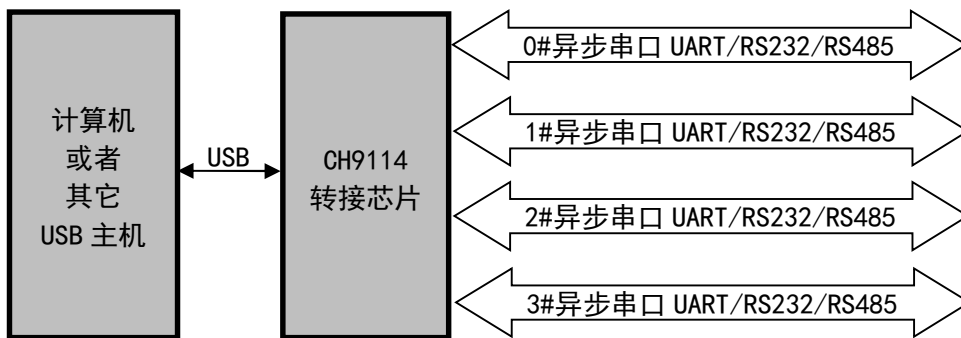 计算机
或者
其它
USB 主机
USB
CH9114
转接芯片
0#异步串口 UART/RS232/RS485
1#异步串口 UART/RS232/RS485
2#异步串口 UART/RS232/RS485
3#异步串口 UART/RS232/RS485